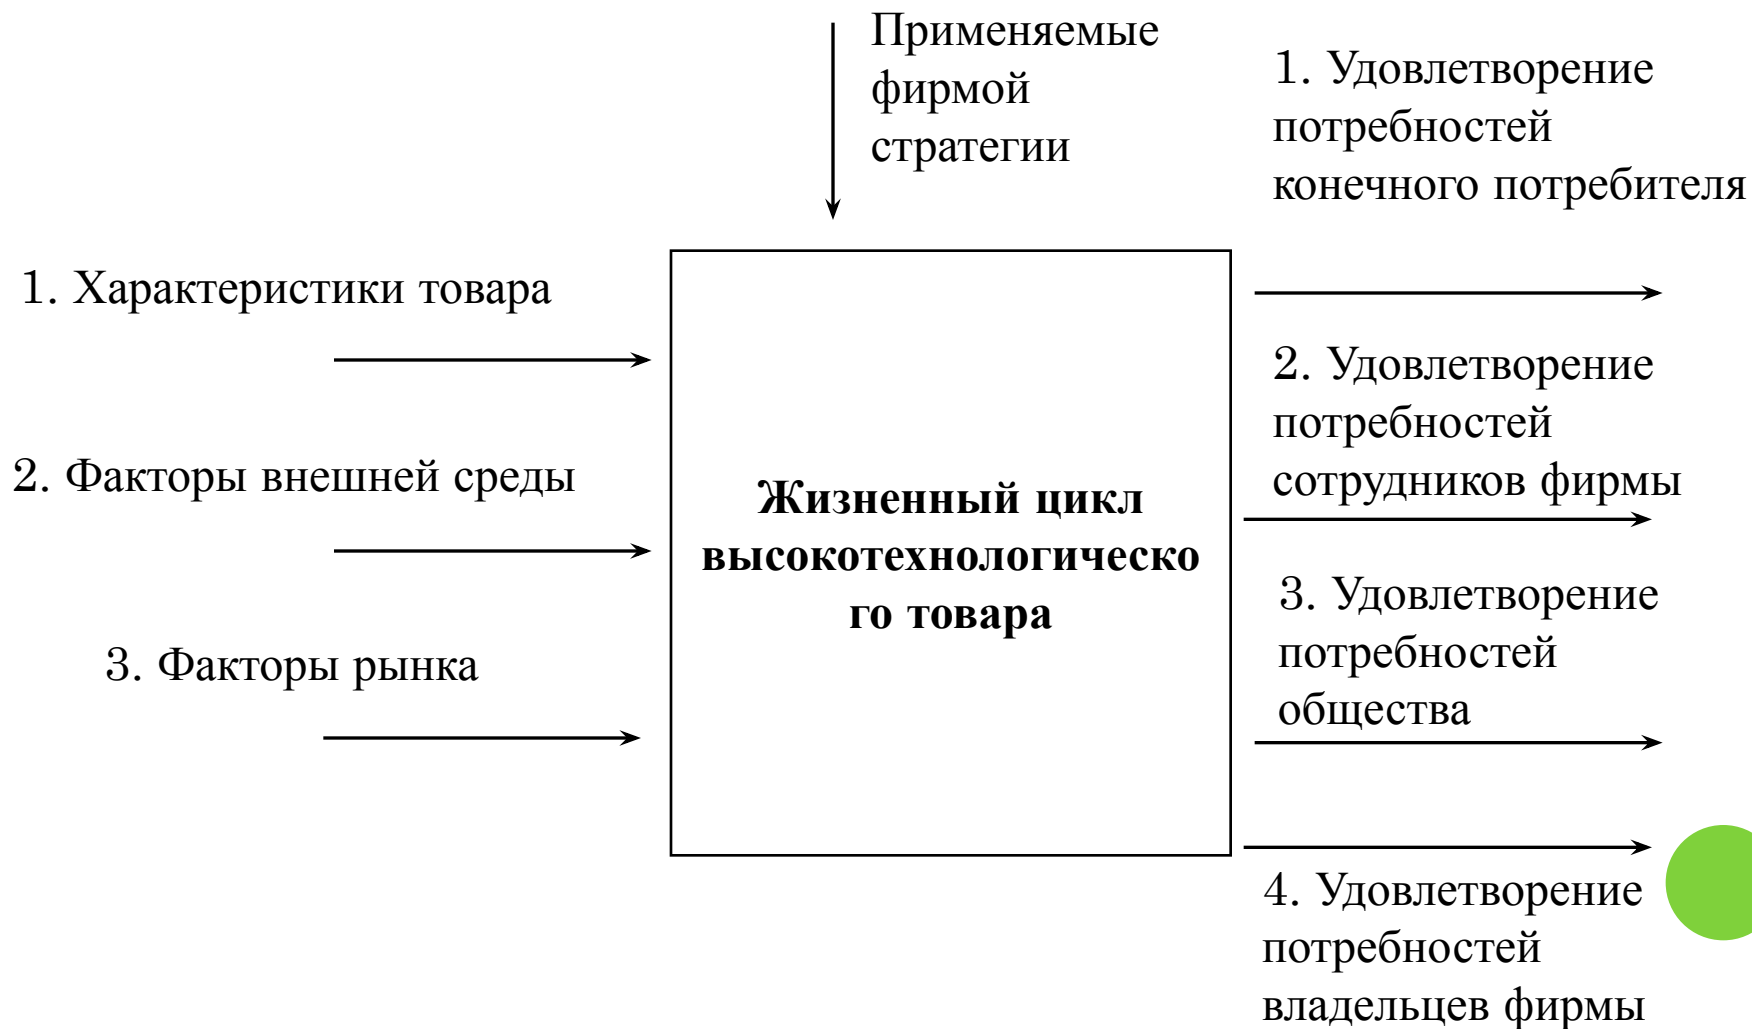 Применяемые
фирмой
стратегии
1. Удовлетворение
потребностей
конечного потребителя
1. Характеристики товара
2. Удовлетворение
потребностей
сотрудников фирмы
2. Факторы внешней среды
Жизненный цикл
высокотехнологическо
го товара
3. Удовлетворение
потребностей
общества
3. Факторы рынка
4. Удовлетворение
потребностей
владельцев фирмы